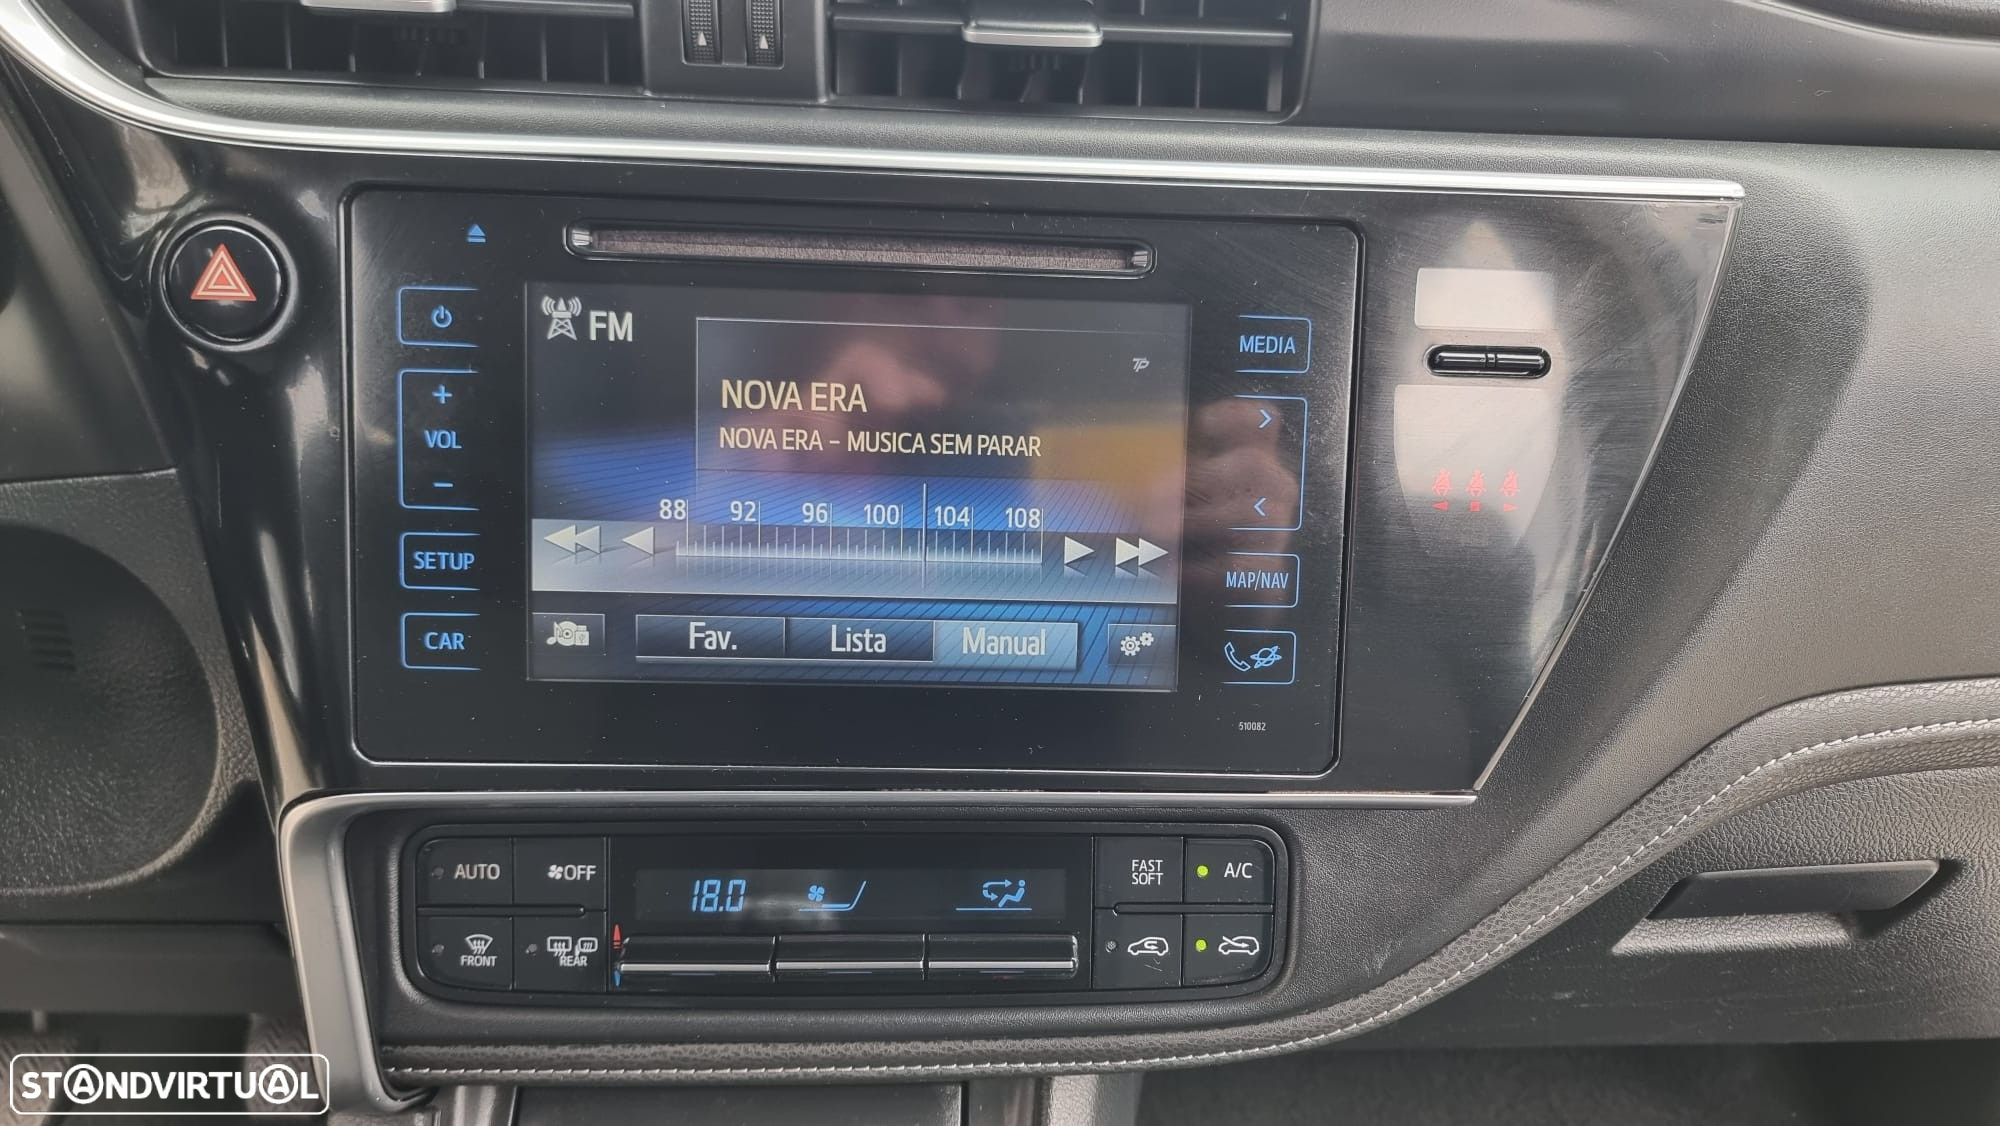 FM
TP
NOVA ERA
NOVA ERA - MUSICA SEM PARAR
88 92 96 100 104 108
Fav. Lista Manual
+
VOL
-
SETUP
CAR
MEDIA
>
<
MAP/NAV
510082
AUTO
OFF
18.0
FAST
SOFT
A/C
FRONT
REAR
STANDVIRTUAL